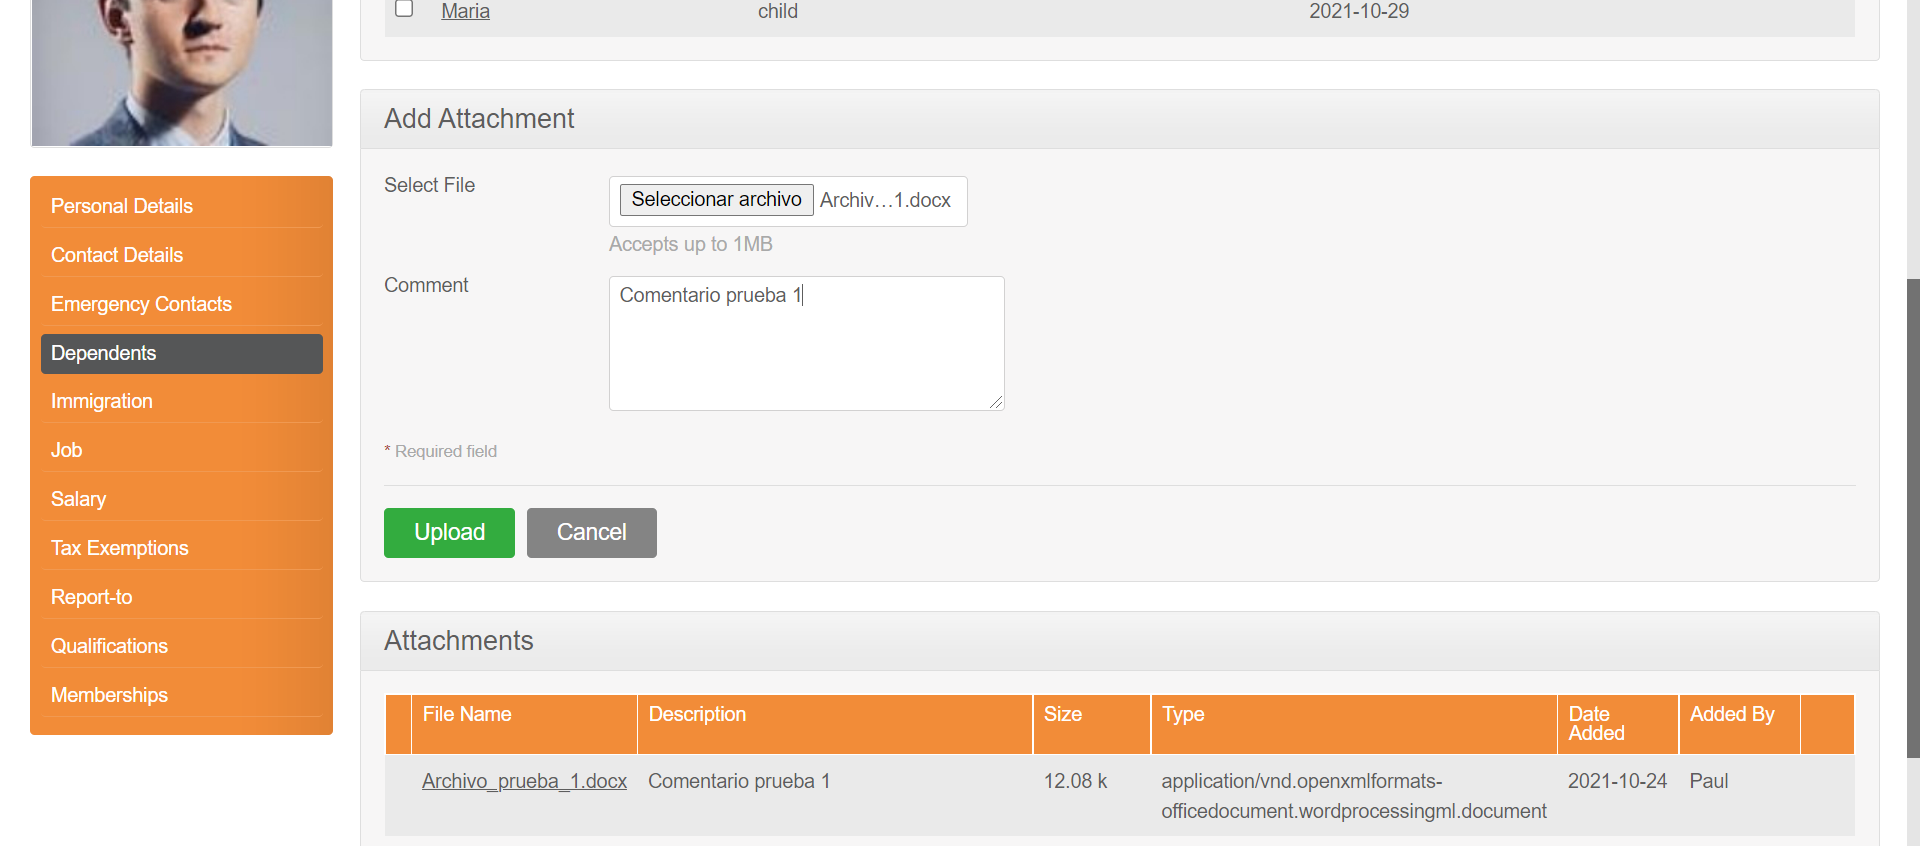 Maria child 2021-10-29
Add Attachment
Select File
Seleccionar archivo Archiv…1.docx
Accepts up to 1MB
Comment
Comentario prueba 1
* Required field
Upload Cancel
Personal Details
Contact Details
Emergency Contacts
Dependents
Immigration
Job
Salary
Tax Exemptions
Report-to
Qualifications
Memberships
Attachments
File Name Description Size Type Date Added Added By
Archivo_prueba_1.docx Comentario prueba 1 12.08 k application/vnd.openxmlformats-
officedocument.wordprocessingml.document 2021-10-24 Paul